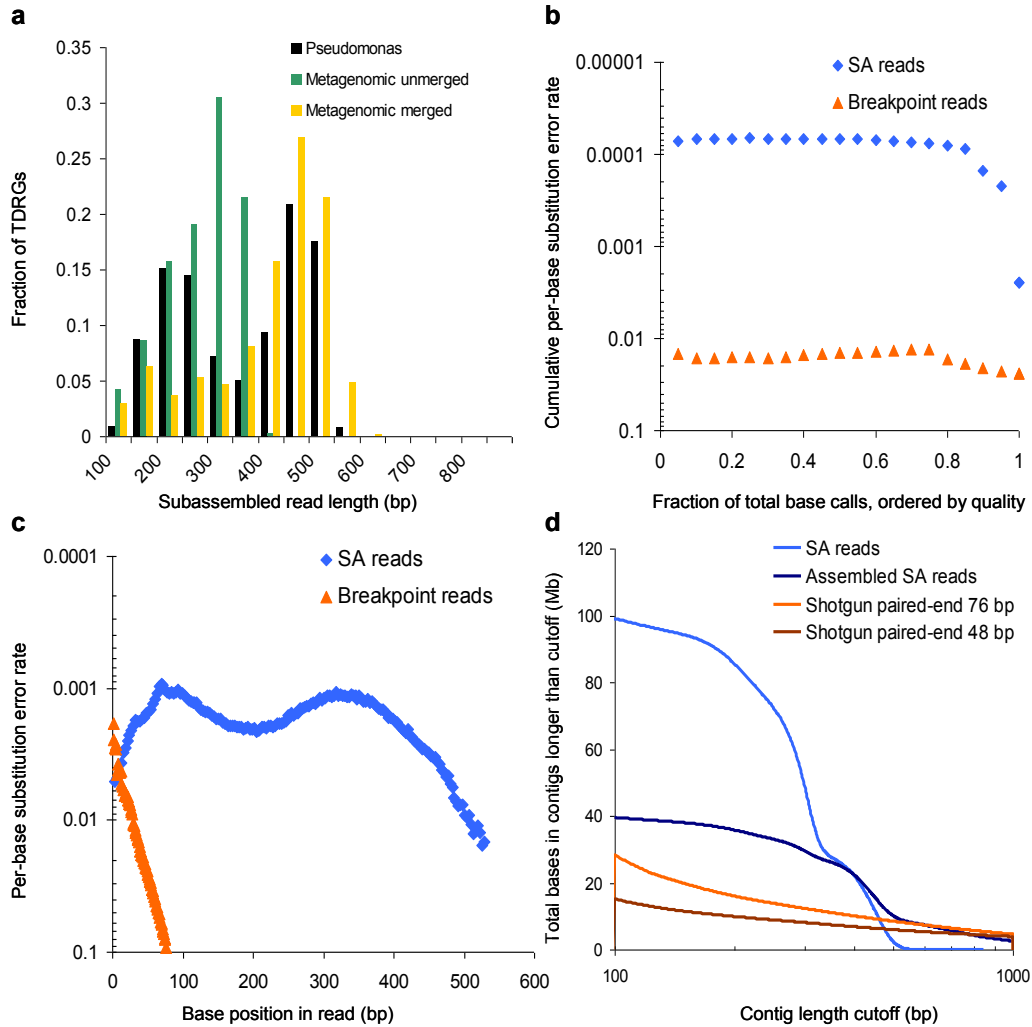 a
Pseudomonas
Metagenomic unmerged
Metagenomic merged
0.35
0.3
0.25
0.2
0.15
0.1
0.05
0
Fraction of TDRGs
100
200
300
400
500
600
700
800
Subassembled read length (bp)
b
SA reads
Breakpoint reads
0.00001
0.0001
0.001
0.01
0.1
Cumulative per-base substitution error rate
0
0.2
0.4
0.6
0.8
1
Fraction of total base calls, ordered by quality
c
SA reads
Breakpoint reads
0.0001
0.001
0.01
0.1
Per-base substitution error rate
0
100
200
300
400
500
600
Base position in read (bp)
d
SA reads
Assembled SA reads
Shotgun paired-end 76 bp
Shotgun paired-end 48 bp
120
100
80
60
40
20
0
Total bases in contigs longer than cutoff (Mb)
100
1000
Contig length cutoff (bp)